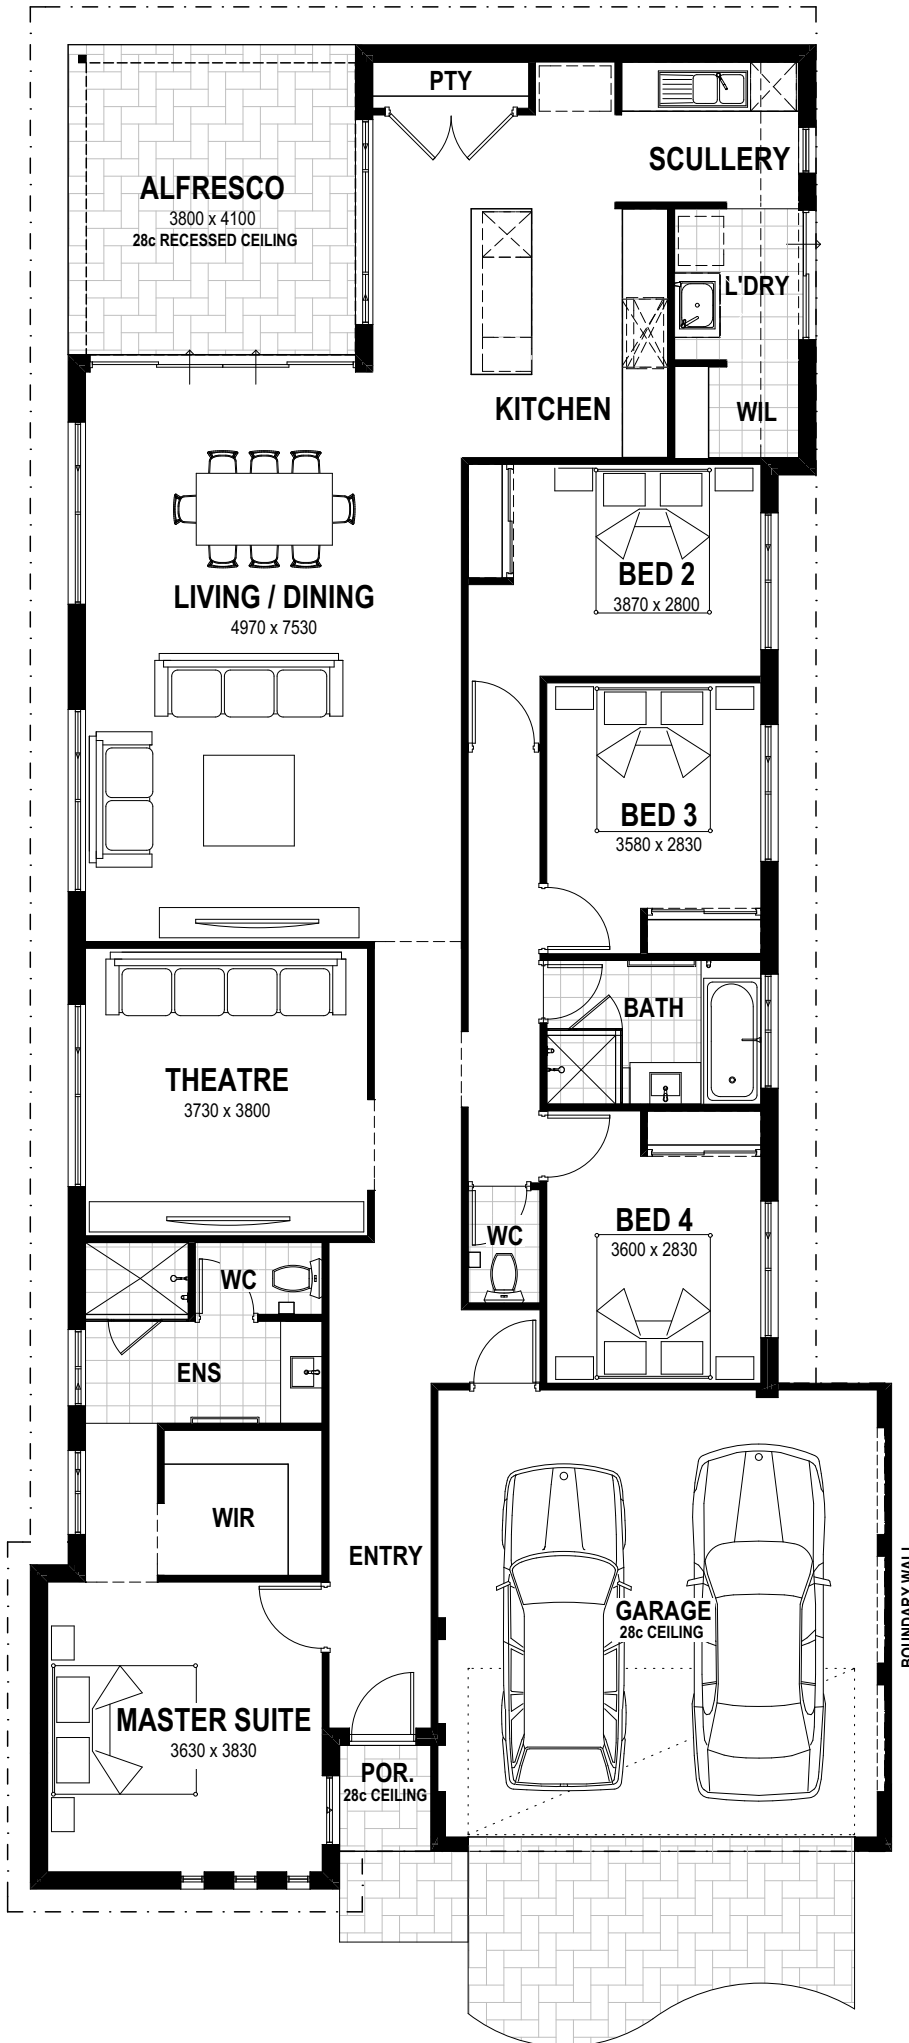 PTY
SCULLERY
ALFRESCO
3800 x 4100
28c RECESSED CEILING
L'DRY
KITCHEN
WIL
BED 2
3870 x 2800
LIVING / DINING
4970 x 7530
BED 3
3580 x 2830
BATH
THEATRE
3730 x 3800
BED 4
3600 x 2830
WC
WC
ENS
WIR
ENTRY
GARAGE
28c CEILING
BOUNDARY WALL
MASTER SUITE
3630 x 3830
POR.
28c CEILING